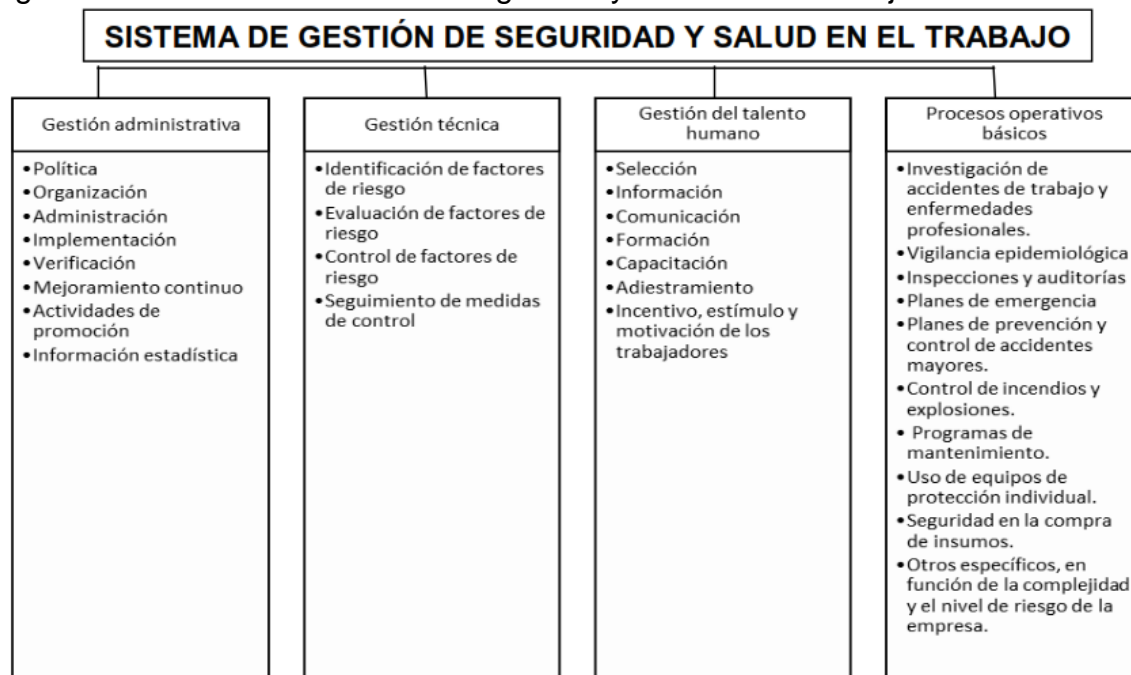 SISTEMA DE GESTIÓN DE SEGURIDAD Y SALUD EN EL TRABAJO
Gestión administrativa
•Política
•Organización
•Administración
•Implementación
•Verificación
•Mejoramiento continuo
•Actividades de
promoción
•Información estadística
Gestión técnica
•Identificación de factores
de riesgo
•Evaluación de factores de
riesgo
•Control de factores de
riesgo
•Seguimiento de medidas
de control
Gestión del talento
humano
•Selección
•Información
•Comunicación
•Formación
•Capacitación
•Adiestramiento
•Incentivo, estímulo y
motivación de los
trabajadores
Procesos operativos
básicos
•Investigación de
accidentes de trabajo y
enfermedades
profesionales.
•Vigilancia epidemiológica
•Inspecciones y auditorías
•Planes de emergencia
•Planes de prevención y
control de accidentes
mayores.
•Control de incendios y
explosiones.
• Programas de
mantenimiento.
•Uso de equipos de
protección individual.
•Seguridad en la compra
de insumos.
•Otros específicos, en
función de la complejidad
y el nivel de riesgo de la
empresa.